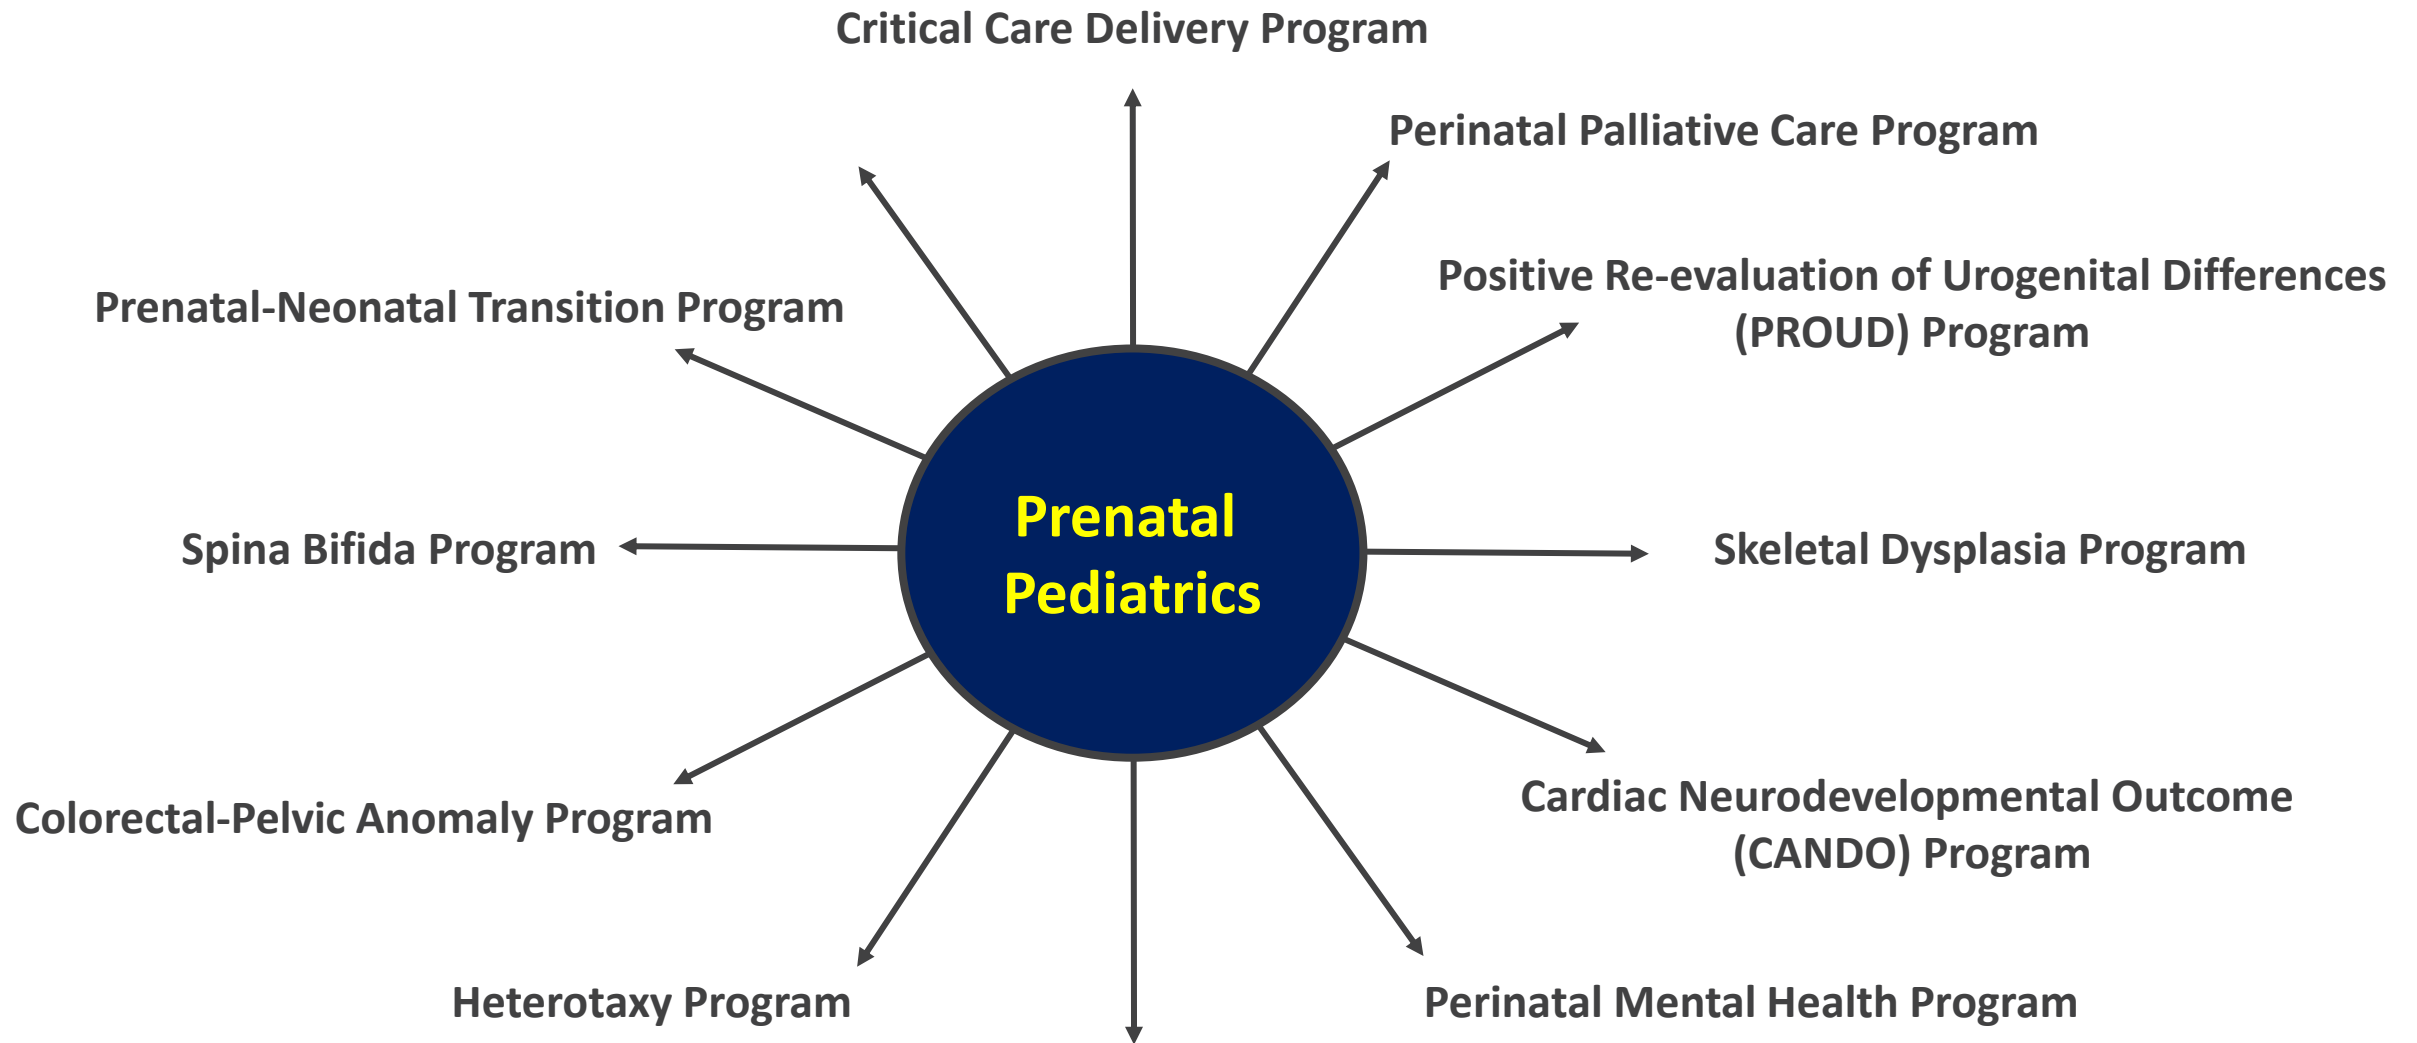 Critical Care Delivery Program
Perinatal Palliative Care Program
Positive Re-evaluation of Urogenital Differences
(PROUD) Program
Prenatal-Neonatal Transition Program
Prenatal
Pediatrics
Spina Bifida Program
Skeletal Dysplasia Program
Cardiac Neurodevelopmental Outcome
(CANDO) Program
Colorectal-Pelvic Anomaly Program
Heterotaxy Program
Perinatal Mental Health Program